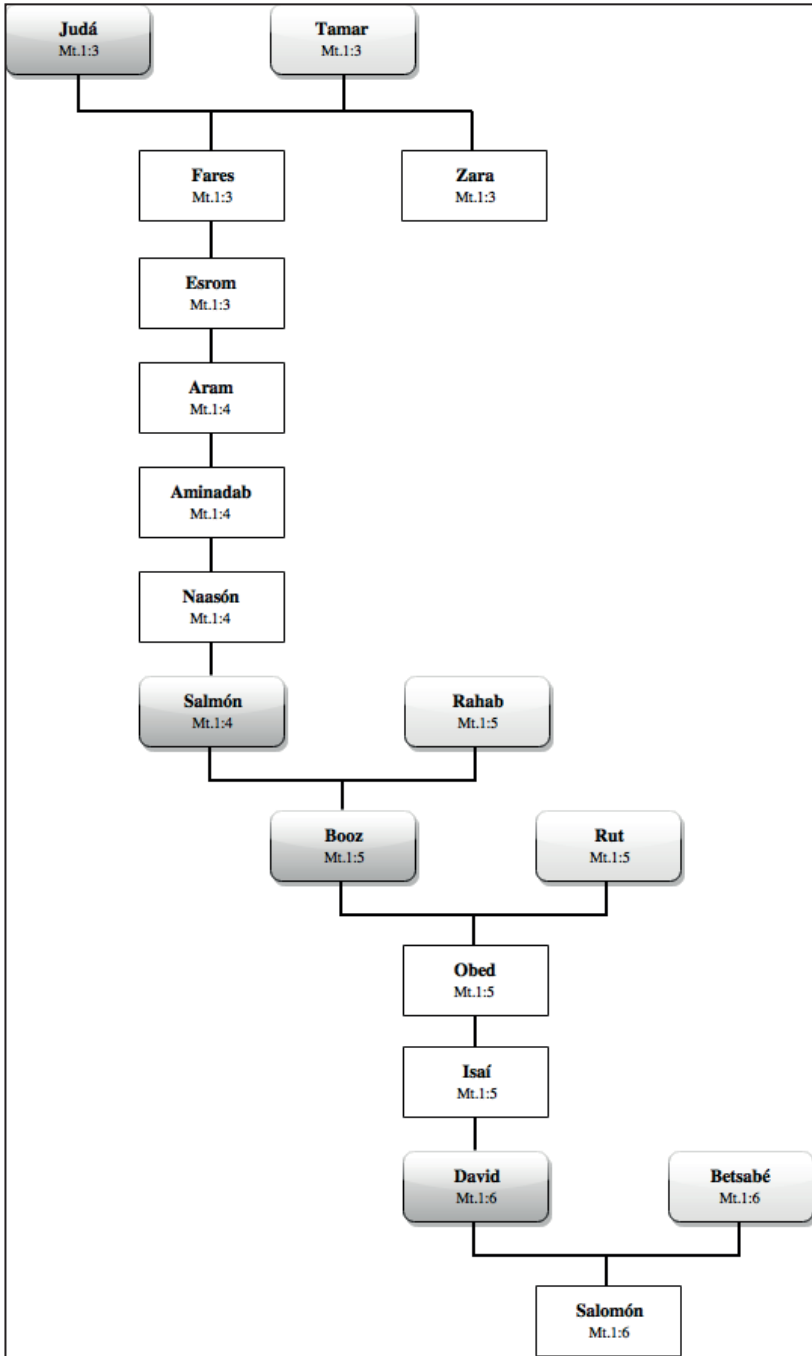 Judá
Mt.1:3
Tamar
Mt.1:3
Fares
Mt.1:3
Zara
Mt.1:3
Esrom
Mt.1:3
Aram
Mt.1:4
Aminadab
Mt.1:4
Naasón
Mt.1:4
Salmón
Mt.1:4
Rahab
Mt.1:5
Booz
Mt.1:5
Rut
Mt.1:5
Obed
Mt.1:5
Isaí
Mt.1:5
David
Mt.1:6
Betsabé
Mt.1:6
Salomón
Mt.1:6